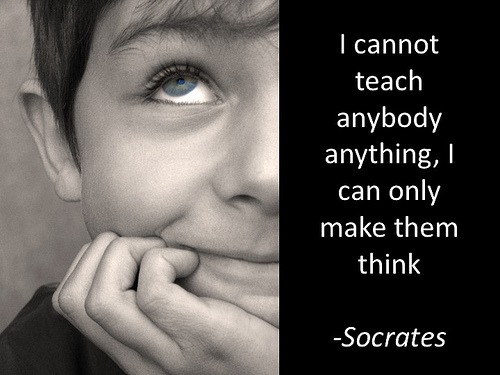 I cannot
teach
anybody
anything, I
can only
make them
think
-Socrates